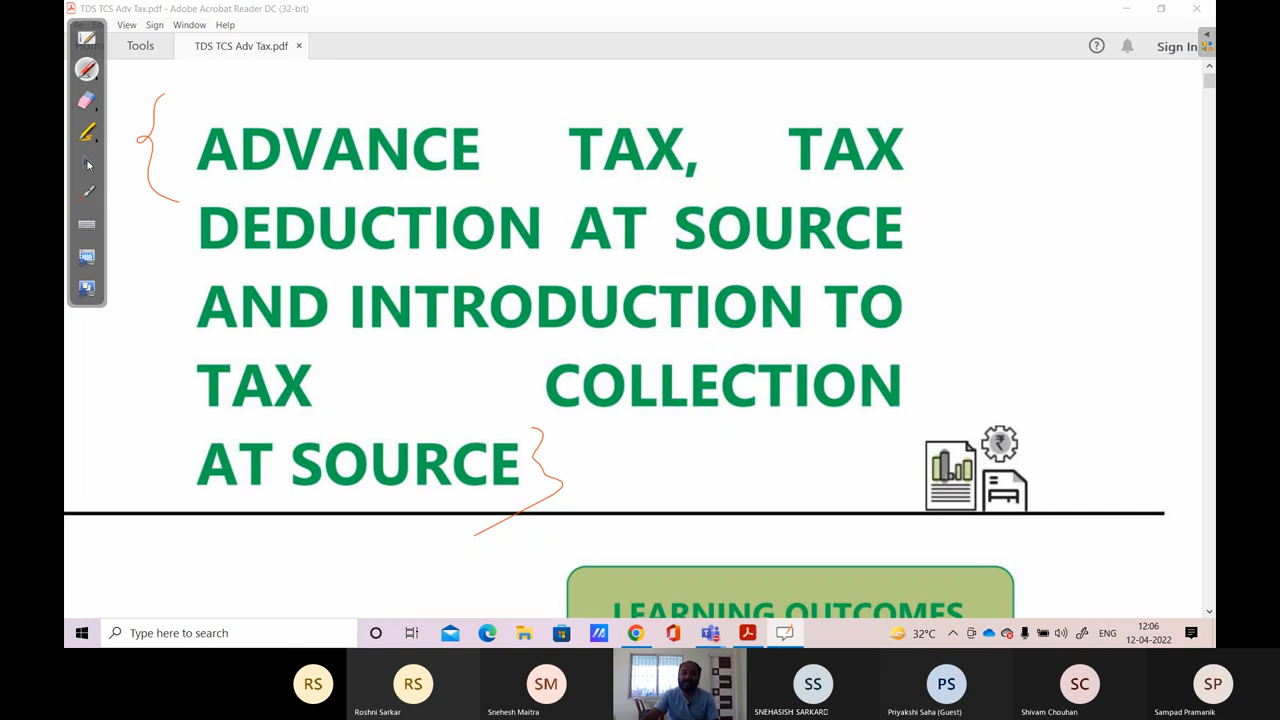 TDS TCS Adv Tax.pdf - Adobe Acrobat Reader DC (32-bit)
View Sign Window Help
Tools TDS TCS Adv Tax.pdf × Sign In
ADVANCE TAX, TAX
DEDUCTION AT SOURCE
AND INTRODUCTION TO
TAX COLLECTION
AT SOURCE
LEARNING OUTCOMES
Type here to search 32°C ENG 12:06
12-04-2022
RS RS SM SS PS SC SP
Roshni Sarkar Snehesh Maitra Priyakshi Saha (Guest) Shivam Chouhan Sampad Pramanik